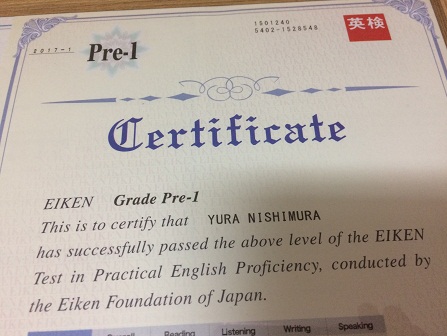 1501240
5402-1528548
英検
2017-1
Pre-1
Certificate
EIKEN Grade Pre-1
This is to certify that YURA NISHIMURA
has successfully passed the above level of the EIKEN
Test in Practical English Proficiency, conducted by
the Eiken Foundation of Japan.
Overall Reading Listening Writing Speaking